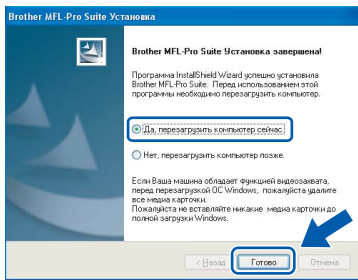 Brother MFL-Pro Suite Установка
Brother MFL-Pro Suite Установка завершена!
Программа InstallShield Wizard успешно установила
Brother MFL-Pro Suite. Перед использованием этой
программы необходимо перезагрузить компьютер.
Да, перезагрузить компьютер сейчас.
Нет, перезагрузить компьютер позже.
Если Ваша машина обладает функцией видеозахвата,
перед перезагрузкой ОС Windows, пожалуйста удалите
все медиа карточки.
Пожалуйста не вставляйте никакие медиа карточки до
полной загрузки Windows.
< Назад Готово Отмена